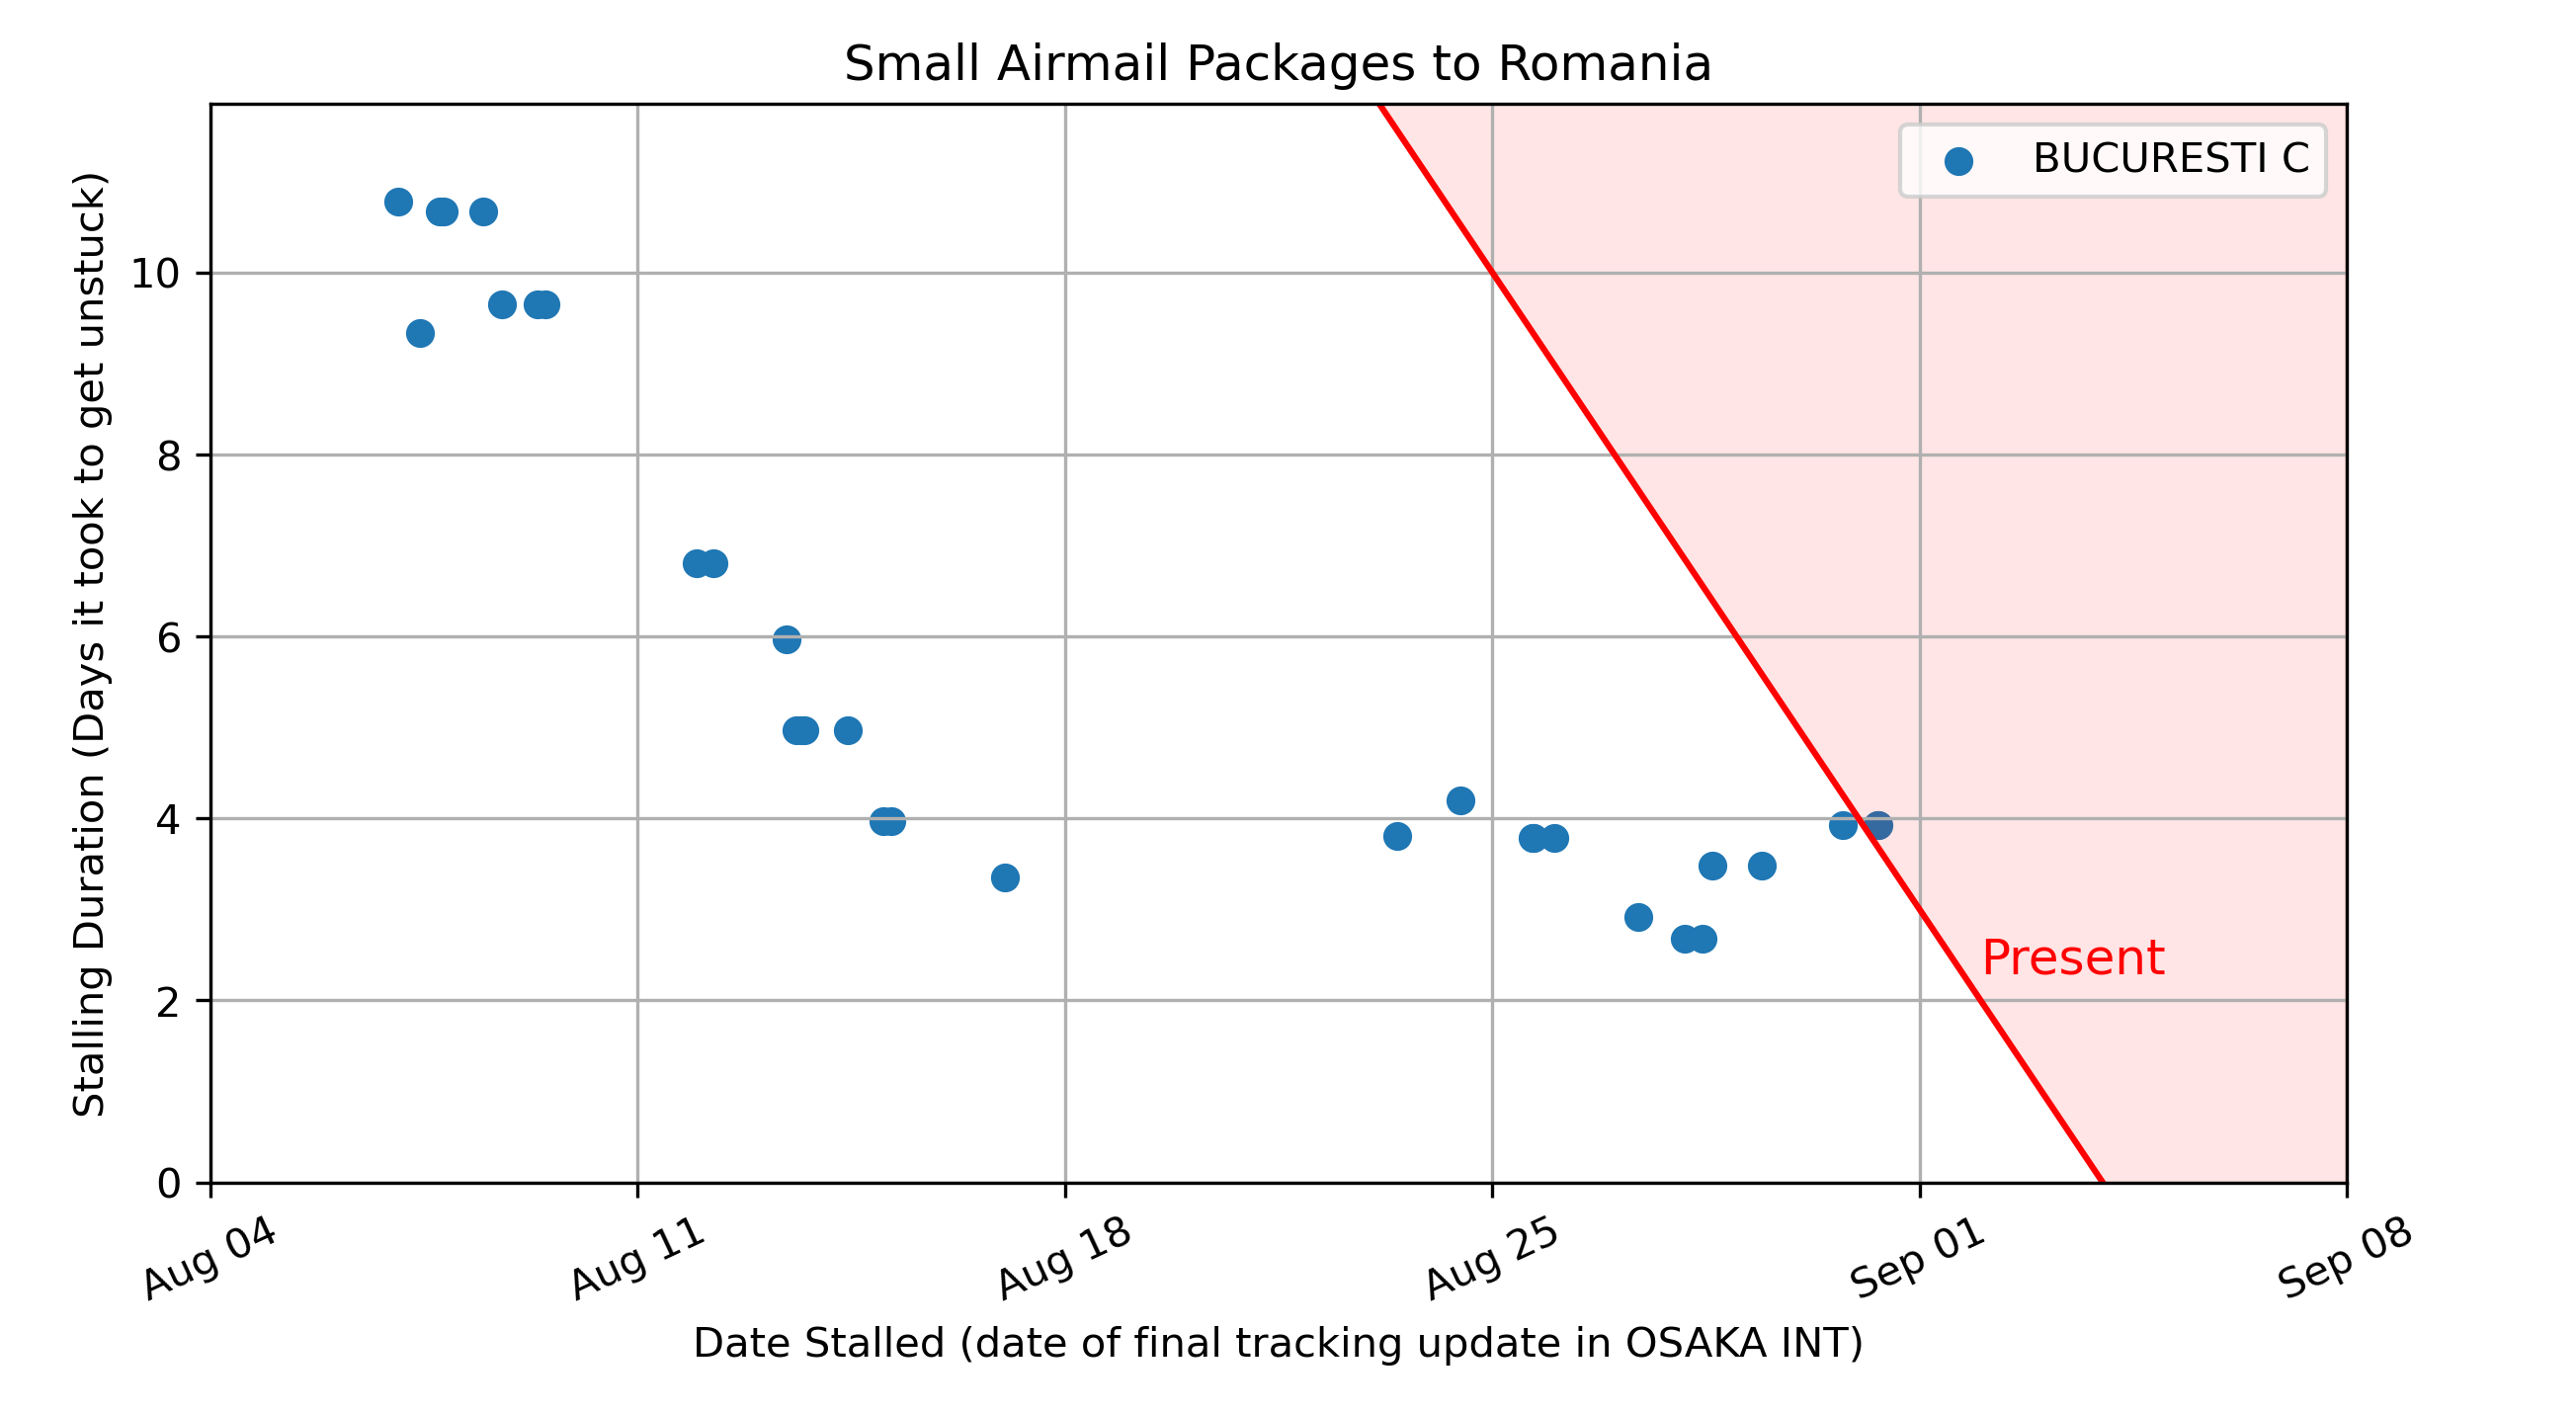 Small Airmail Packages to Romania
BUCURESTI C
Stalling Duration (Days it took to get unstuck)
10
8
6
4
2
0
Present
Aug 04
Aug 11
Aug 18
Aug 25
Sep 01
Sep 08
Date Stalled (date of final tracking update in OSAKA INT)